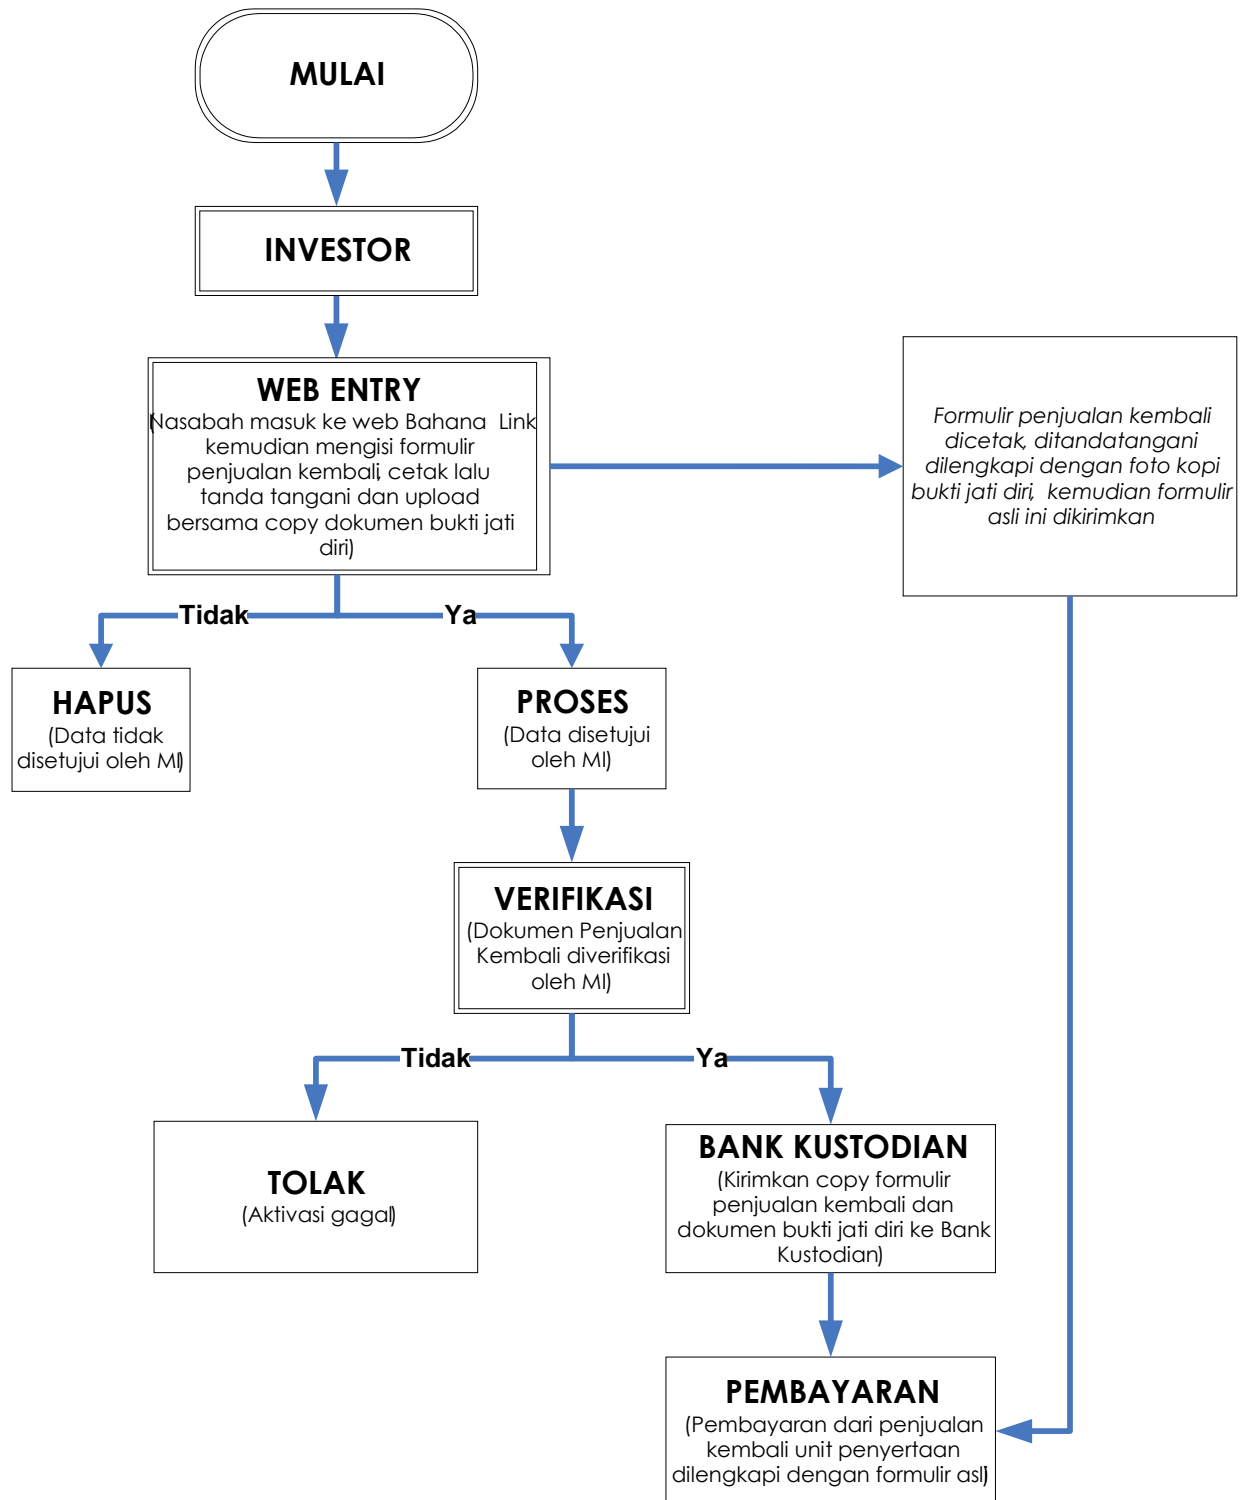 MULAI
INVESTOR
WEB ENTRY
(Nasabah masuk ke web Bahana Link
kemudian mengisi formulir
penjualan kembali, cetak lalu
tanda tangani dan upload
bersama copy dokumen bukti jati
diri)
Formulir penjualan kembali
dicetak, ditandatangani
dilengkapi dengan foto kopi
bukti jati diri, kemudian formulir
asli ini dikirimkan
Tidak
Ya
HAPUS
(Data tidak
disetujui oleh MI)
PROSES
(Data disetujui
oleh MI)
VERIFIKASI
(Dokumen Penjualan
Kembali diverifikasi
oleh MI)
Tidak
Ya
TOLAK
(Aktivasi gagal)
BANK KUSTODIAN
(Kirimkan copy formulir
penjualan kembali dan
dokumen bukti jati diri ke Bank
Kustodian)
PEMBAYARAN
(Pembayaran dari penjualan
kembali unit penyertaan
dilengkapi dengan formulir asli)